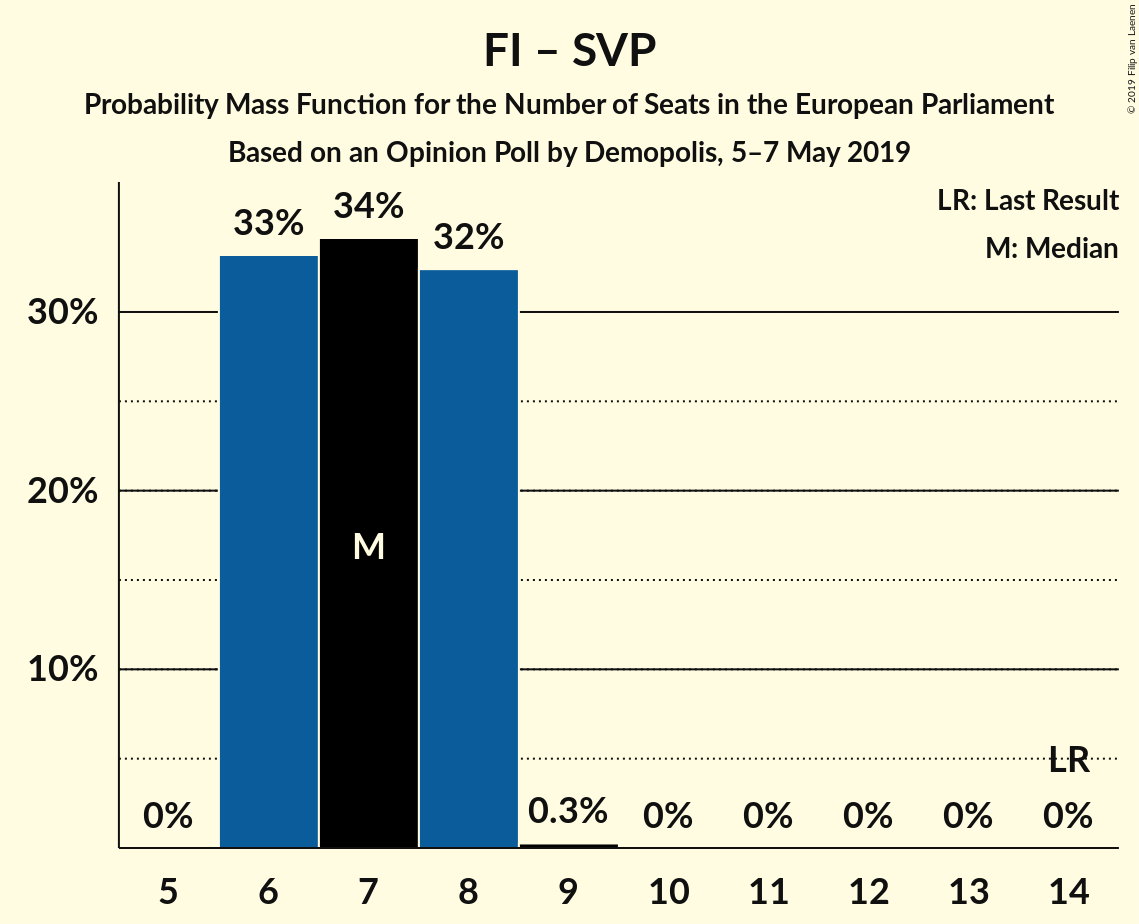 FI – SVP
Probability Mass Function for the Number of Seats in the European Parliament
Based on an Opinion Poll by Demopolis, 5–7 May 2019
© 2019 Filip van Laenen
LR: Last Result
M: Median
33%
34%
32%
30%
20%
10%
M
LR
0%
0.3%
0%
0%
0%
0%
0%
5
6
7
8
9
10
11
12
13
14